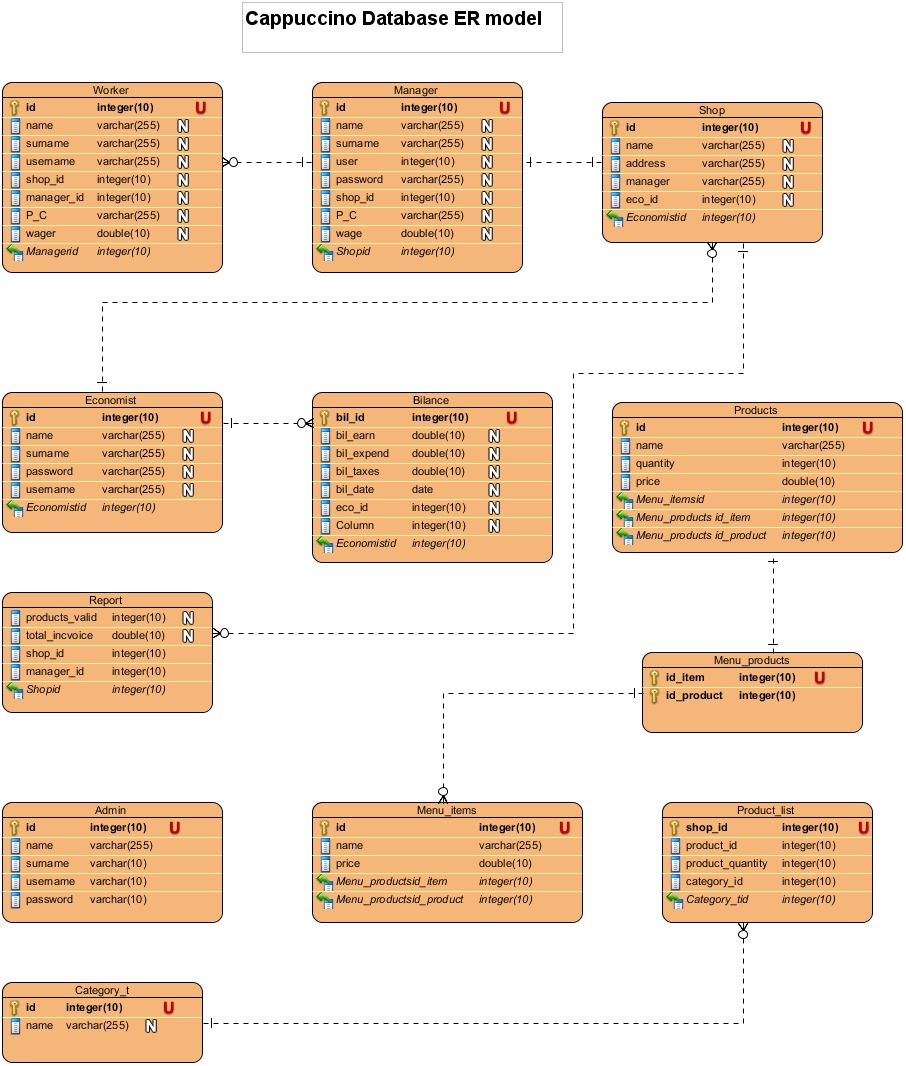 Cappuccino Database ER model
Worker
id integer(10) U
name varchar(255) N
surname varchar(255) N
username varchar(255) N
shop_id integer(10) N
manager_id integer(10) N
P_C varchar(255) N
wager double(10) N
Managerid integer(10)
Manager
id integer(10) U
name varchar(255) N
surname varchar(255) N
user integer(10) N
password varchar(255) N
shop_id integer(10) N
P_C varchar(255) N
wage double(10) N
Shopid integer(10)
Shop
id integer(10) U
name varchar(255) N
address varchar(255) N
manager varchar(255) N
eco_id integer(10) N
Economistid integer(10)
Economist
id integer(10) U
name varchar(255) N
surname varchar(255) N
password varchar(255) N
username varchar(255) N
Economistid integer(10)
Bilance
bil_id integer(10) U
bil_earn double(10) N
bil_expend double(10) N
bil_taxes double(10) N
bil_date date N
eco_id integer(10) N
Column integer(10) N
Economistid integer(10)
Products
id integer(10) U
name varchar(255)
quantity integer(10)
price double(10)
Menu_itemsid integer(10)
Menu_products id_item integer(10)
Menu_products id_product integer(10)
Report
products_valid integer(10) N
total_incvoice double(10) N
shop_id integer(10)
manager_id integer(10)
Shopid integer(10)
Menu_products
id_item integer(10) U
id_product integer(10)
Admin
id integer(10) U
name varchar(255)
surname varchar(10)
username varchar(10)
password varchar(10)
Menu_items
id integer(10) U
name varchar(255)
price double(10)
Menu_productsid_item integer(10)
Menu_productsid_product integer(10)
Product_list
shop_id integer(10) U
product_id integer(10)
product_quantity integer(10)
category_id integer(10)
Category_tid integer(10)
Category_t
id integer(10) U
name varchar(255) N